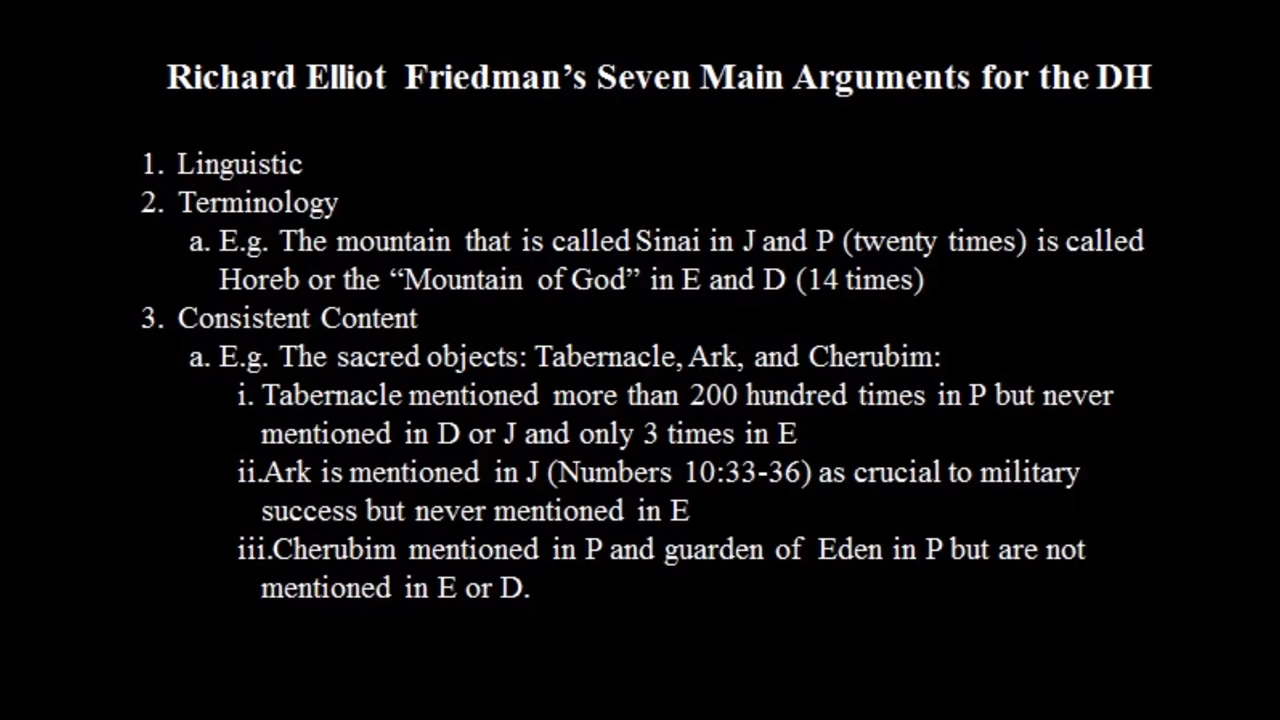 Richard Elliot Friedman’s Seven Main Arguments for the DH
1. Linguistic
2. Terminology
a. E.g. The mountain that is called Sinai in J and P (twenty times) is called
Horeb or the “Mountain of God” in E and D (14 times)
3. Consistent Content
a. E.g. The sacred objects: Tabernacle, Ark, and Cherubim:
i. Tabernacle mentioned more than 200 hundred times in P but never
mentioned in D or J and only 3 times in E
ii.Ark is mentioned in J (Numbers 10:33-36) as crucial to military
success but never mentioned in E
iii.Cherubim mentioned in P and guarden of Eden in P but are not
mentioned in E or D.